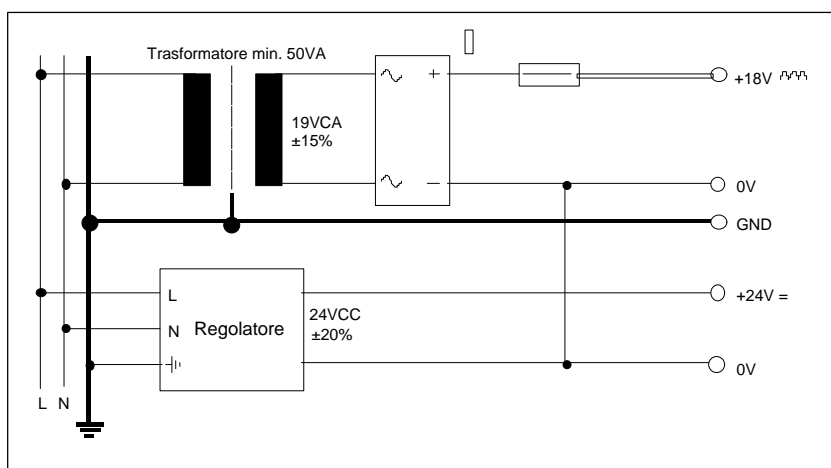 Trasformatore min. 50VA
+
+18V
19VCA
±15%
–
0V
GND
L
24VCC
+24V =
N
Regolatore
±20%
0V
L N